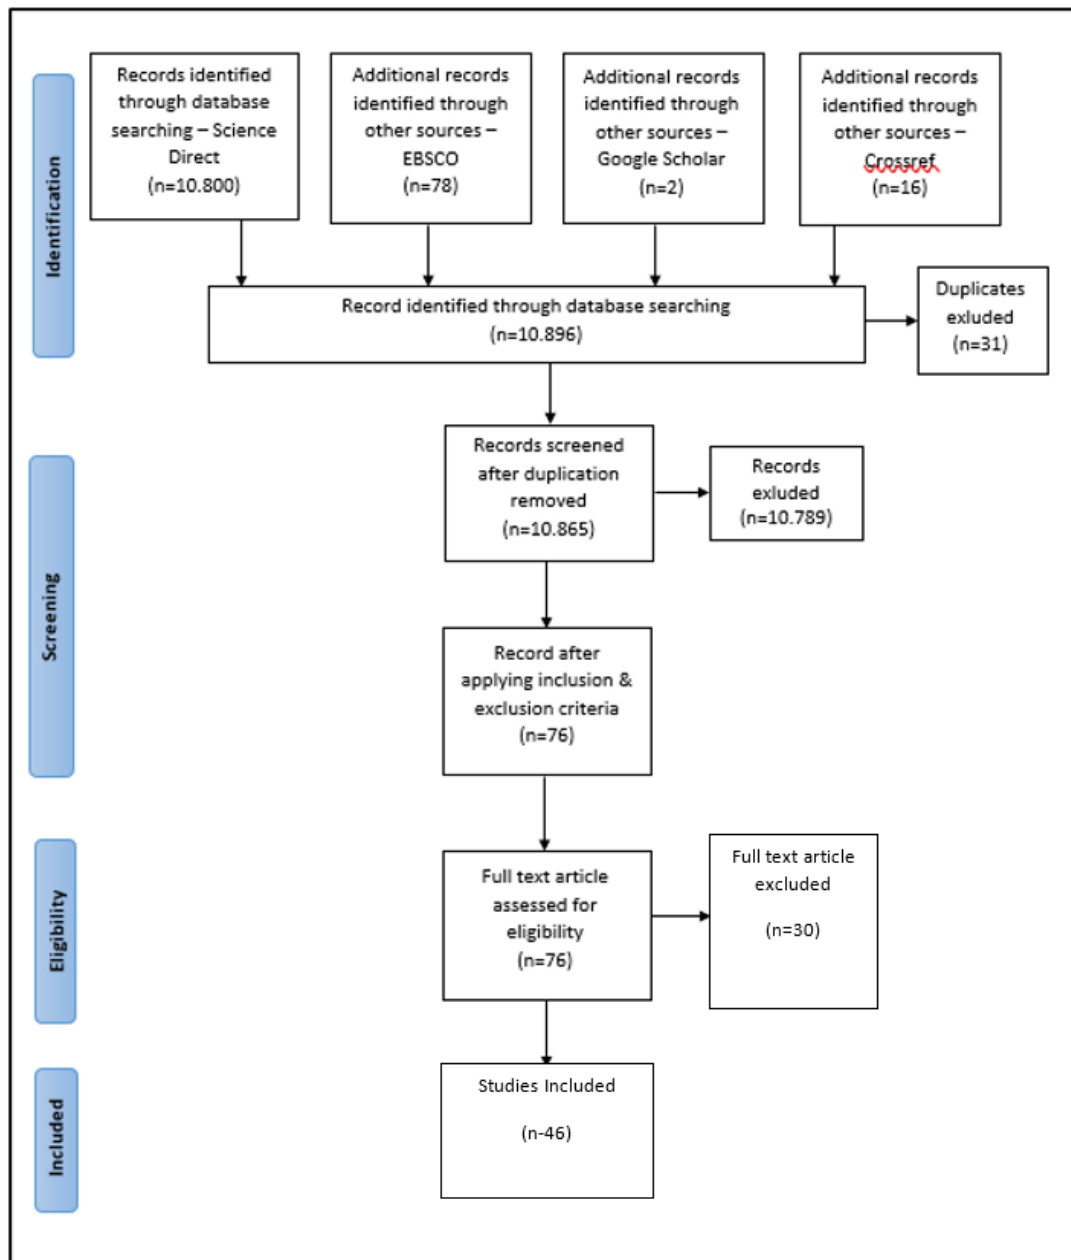 Identification
Records identified
through database
searching – Science
Direct
(n=10.800)
Additional records
identified through
other sources –
EBSCO
(n=78)
Additional records
identified through
other sources –
Google Scholar
(n=2)
Additional records
identified through
other sources –
Crossref
(n=16)
Record identified through database searching
(n=10.896)
Duplicates
exluded
(n=31)
Screening
Records screened
after duplication
removed
(n=10.865)
Records
exluded
(n=10.789)
Record after
applying inclusion &
exclusion criteria
(n=76)
Eligibility
Full text article
assessed for
eligibility
(n=76)
Full text article
excluded
(n=30)
Included
Studies Included
(n-46)